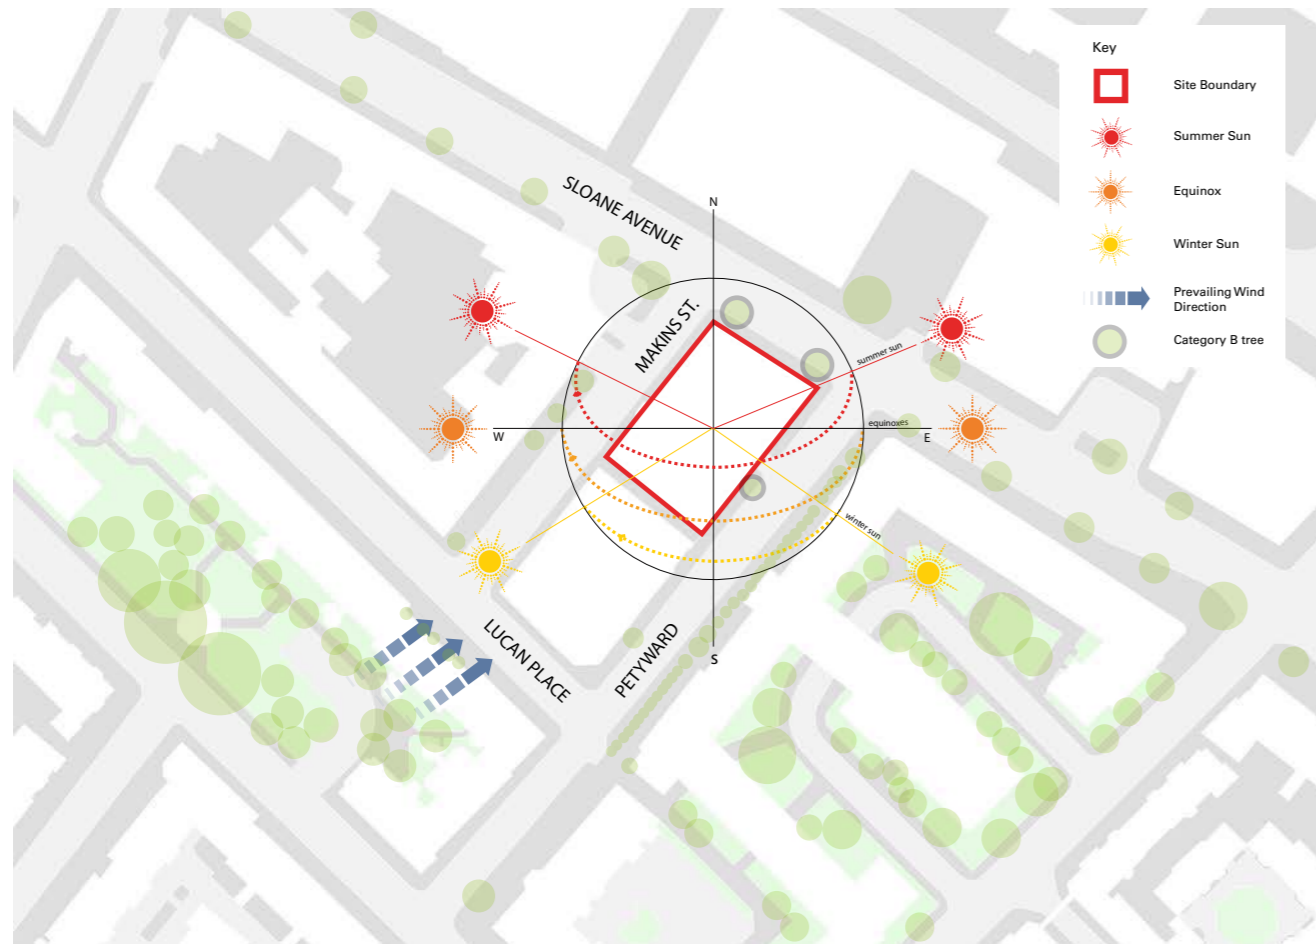 Key
Site Boundary
Summer Sun
Equinox
Winter Sun
Prevailing Wind
Direction
Category B tree
SLOANE AVENUE
N
MAKINS ST.
summer sun
W
equinoxes
E
winter sun
LUCAN PLACE
PETYWARD
S